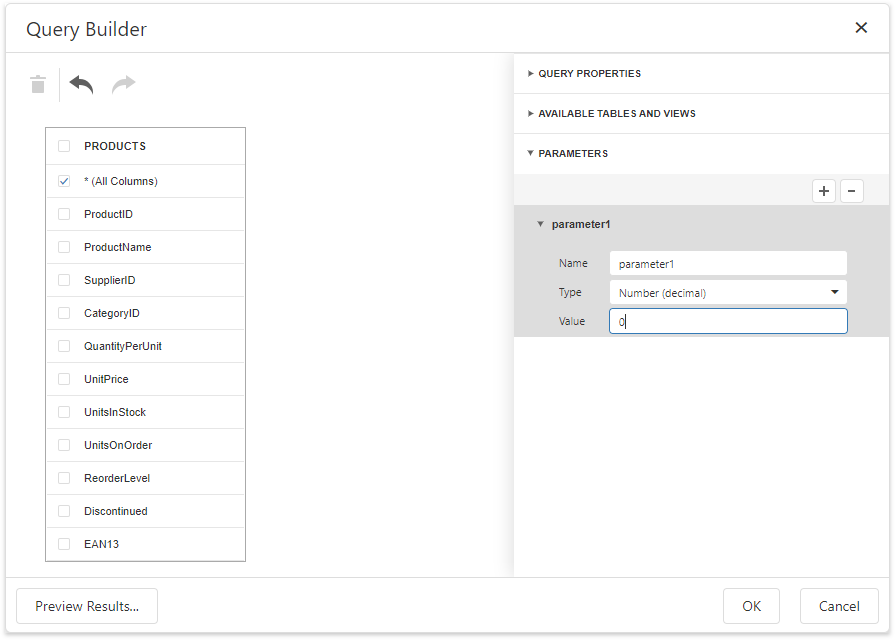 Query Builder
PRODUCTS
* (All Columns)
ProductID
ProductName
SupplierID
CategoryID
QuantityPerUnit
UnitPrice
UnitsInStock
UnitsOnOrder
ReorderLevel
Discontinued
EAN13
QUERY PROPERTIES
AVAILABLE TABLES AND VIEWS
PARAMETERS
parameter1
Name parameter1
Type Number (decimal)
Value 0
Preview Results...
OK
Cancel